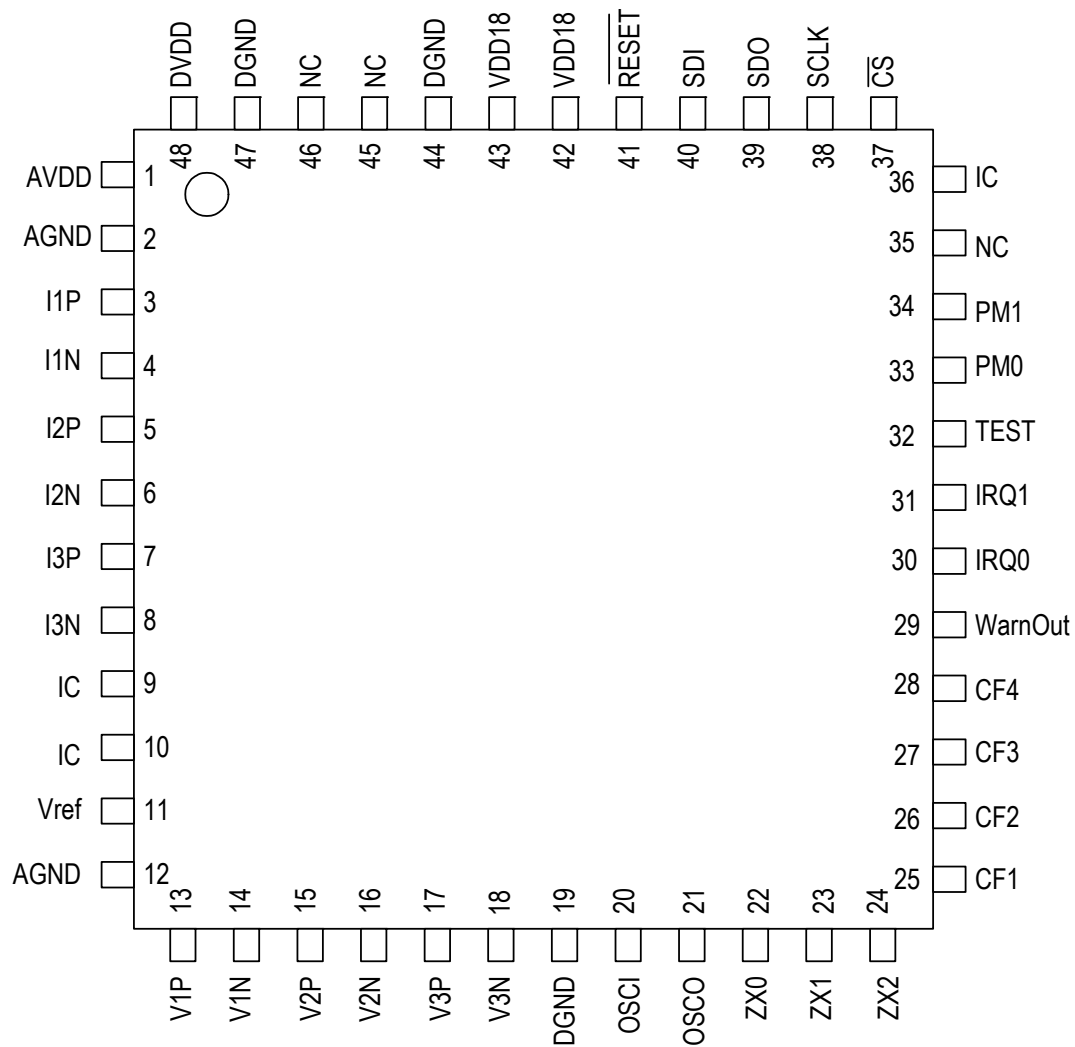 DVDD
DGND
NC
NC
DGND
VDD18
VDD18
RESET
SDI
SDO
SCLK
CS
48
47
46
45
44
43
42
41
40
39
38
37
AVDD 1
AGND 2
I1P 3
I1N 4
I2P 5
I2N 6
I3P 7
I3N 8
IC 9
IC 10
Vref 11
AGND 12
36 IC
35 NC
34 PM1
33 PM0
32 TEST
31 IRQ1
30 IRQ0
29 WarnOut
28 CF4
27 CF3
26 CF2
25 CF1
13
14
15
16
17
18
19
20
21
22
23
24
V1P
V1N
V2P
V2N
V3P
V3N
DGND
OSCI
OSCO
ZX0
ZX1
ZX2